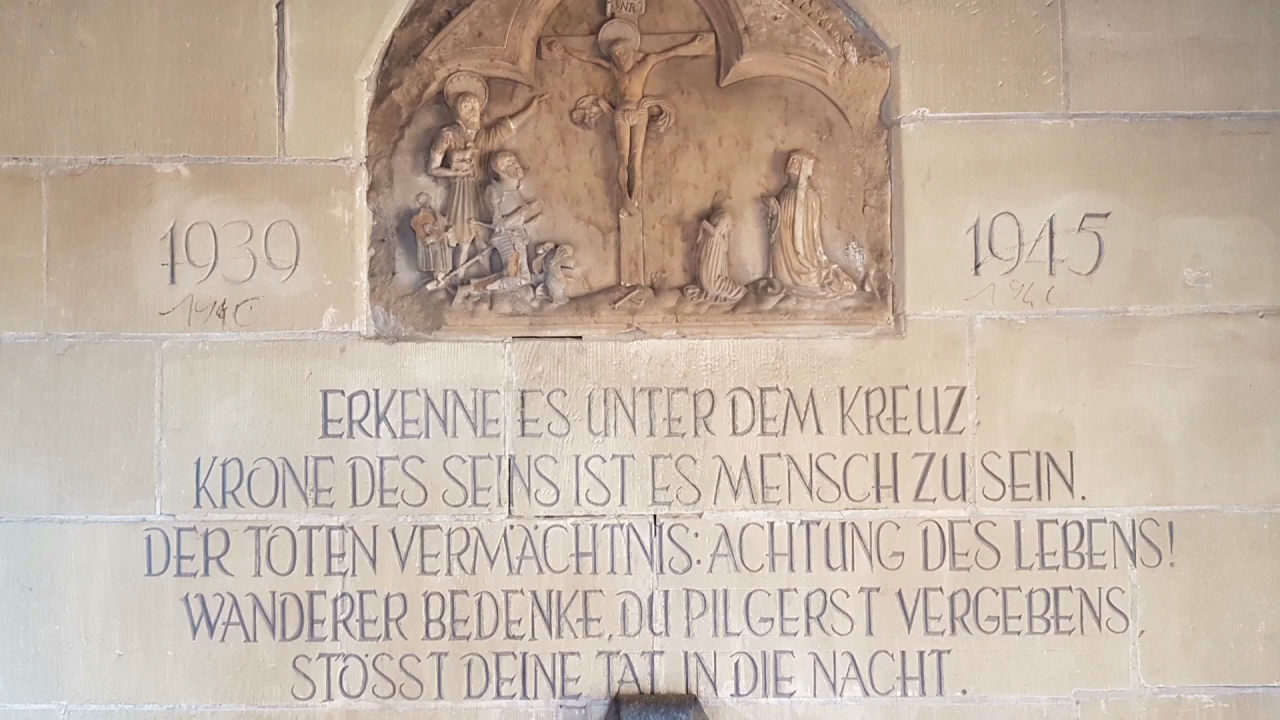 INRI
1939
1945
ERKENNE ES UNTER DEM KREUZ
KRONE DES SEINS IST ES MENSCH ZU SEIN.
DER TOTEN VERMÄCHTNIS: ACHTUNG DES LEBENS!
WANDERER BEDENKE, DU PILGERST VERGEBENS,
STÖSST DEINE TAT IN DIE NACHT.